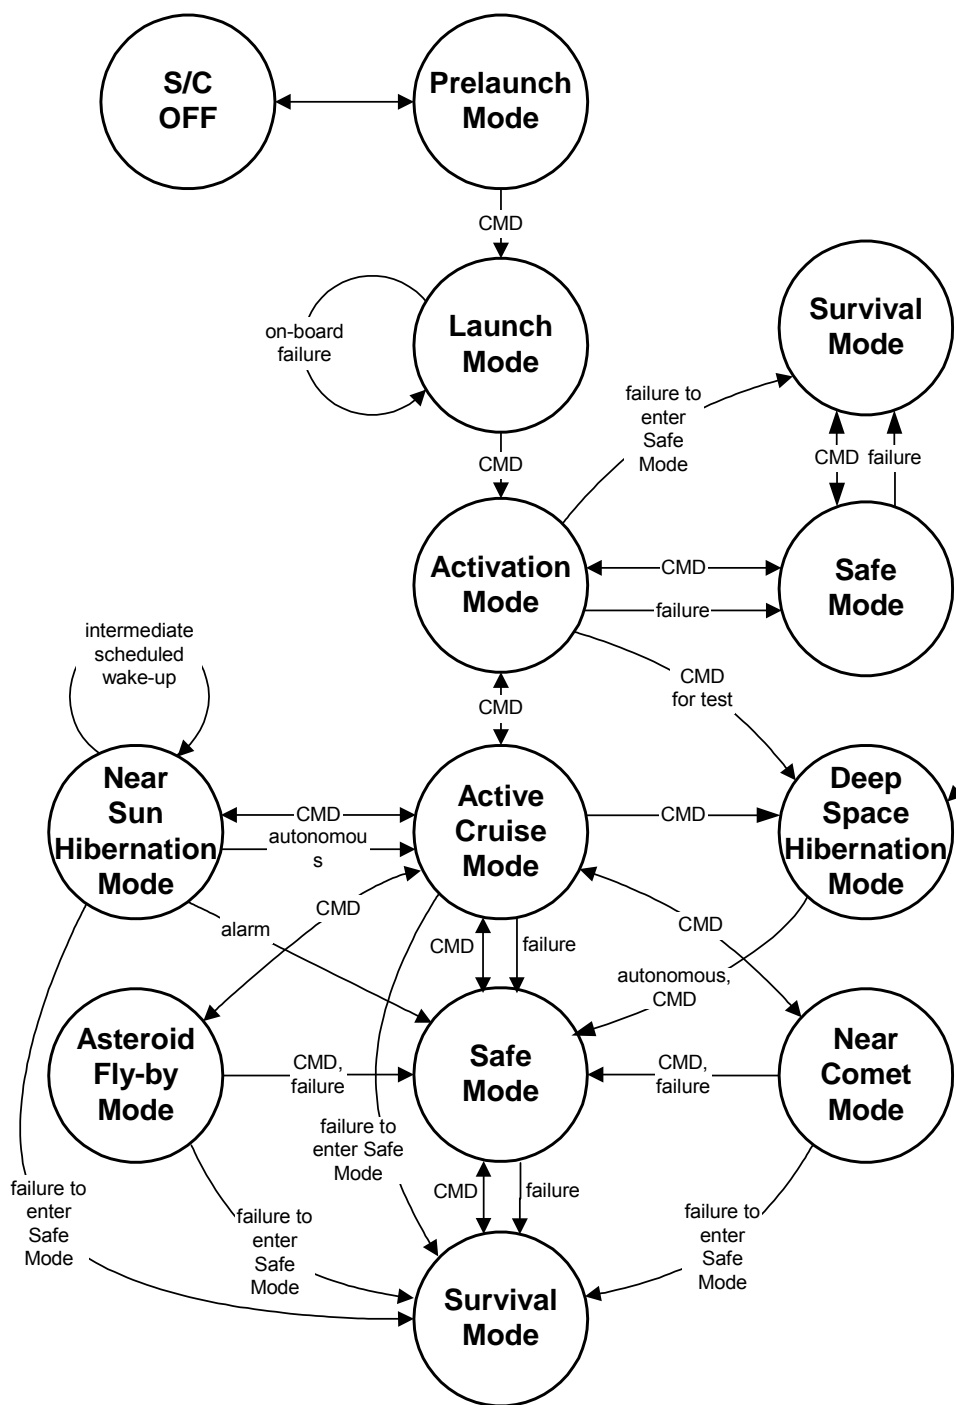 S/C
OFF
Prelaunch
Mode
CMD
Launch
Mode
on-board
failure
Survival
Mode
failure to
enter
Safe
Mode
CMD
CMD
failure
Activation
Mode
CMD
failure
Safe
Mode
intermediate
scheduled
wake-up
CMD
for test
CMD
Near
Sun
Hibernation
Mode
CMD
autonomou
s
Active
Cruise
Mode
CMD
Deep
Space
Hibernation
Mode
CMD
alarm
CMD
failure
CMD
autonomous,
CMD
Asteroid
Fly-by
Mode
CMD,
failure
Safe
Mode
CMD,
failure
Near
Comet
Mode
failure to
enter Safe
Mode
failure to
enter
Safe
Mode
failure to
enter
Safe
Mode
CMD
failure
failure to
enter
Safe
Mode
Survival
Mode